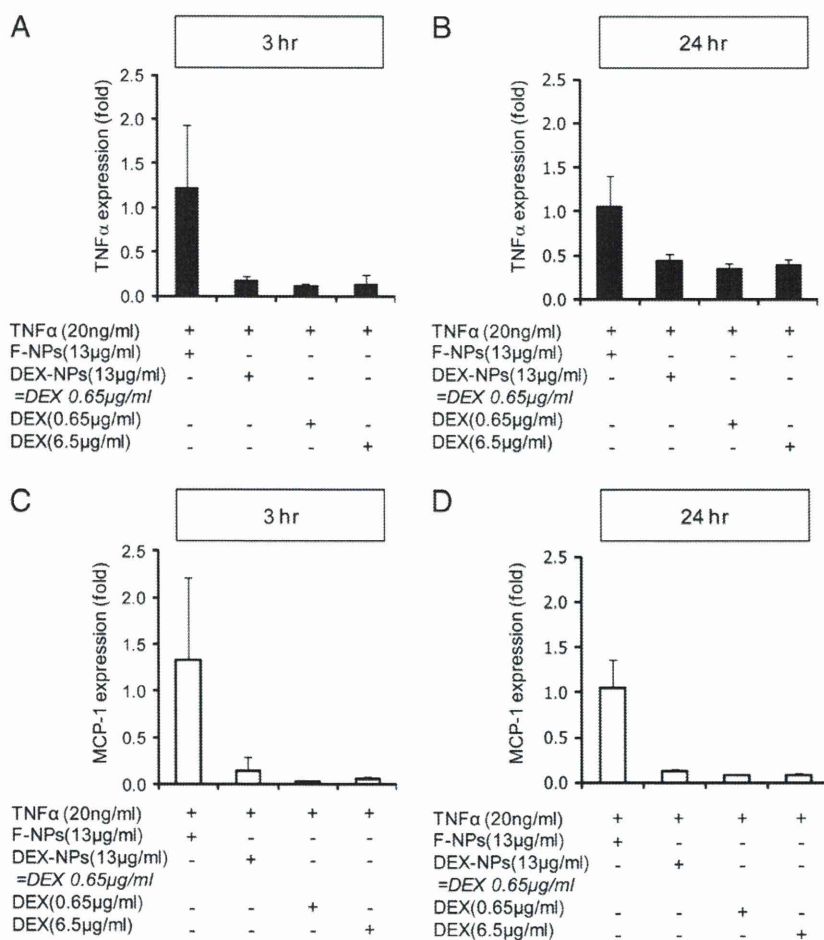 A
3 hr
TNFα expression (fold)
2.5
2.0
1.5
1.0
0.5
0.0
TNFα (20ng/ml) + + + +
F-NPs(13µg/ml) + - - -
DEX-NPs(13µg/ml) - + - -
=DEX 0.65µg/ml
DEX(0.65µg/ml) - - + -
DEX(6.5µg/ml) - - - +
B
24 hr
TNFα expression (fold)
2.5
2.0
1.5
1.0
0.5
0.0
TNFα (20ng/ml) + + + +
F-NPs(13µg/ml) + - - -
DEX-NPs(13µg/ml) - + - -
=DEX 0.65µg/ml
DEX(0.65µg/ml) - - + -
DEX(6.5µg/ml) - - - +
C
3 hr
MCP-1 expression (fold)
2.5
2.0
1.5
1.0
0.5
0.0
TNFα (20ng/ml) + + + +
F-NPs(13µg/ml) + - - -
DEX-NPs(13µg/ml) - + - -
=DEX 0.65µg/ml
DEX(0.65µg/ml) - - + -
DEX(6.5µg/ml) - - - +
D
24 hr
MCP-1 expression (fold)
2.5
2.0
1.5
1.0
0.5
0.0
TNFα (20ng/ml) + + + +
F-NPs(13µg/ml) + - - -
DEX-NPs(13µg/ml) - + - -
=DEX 0.65µg/ml
DEX(0.65µg/ml) - - + -
DEX(6.5µg/ml) - - - +